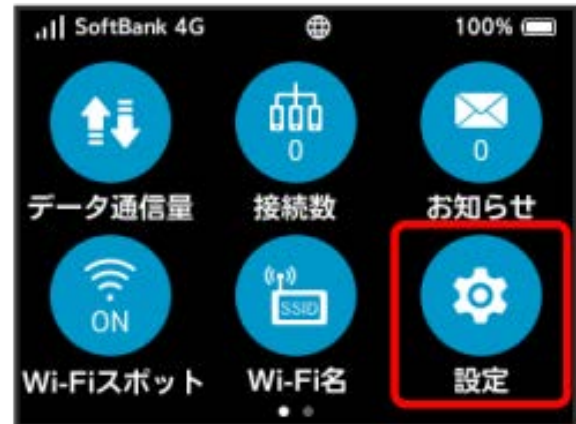 SoftBank 4G 100%
0 0
データ通信量 接続数 お知らせ
ON SSID
Wi-Fiスポット Wi-Fi名 設定